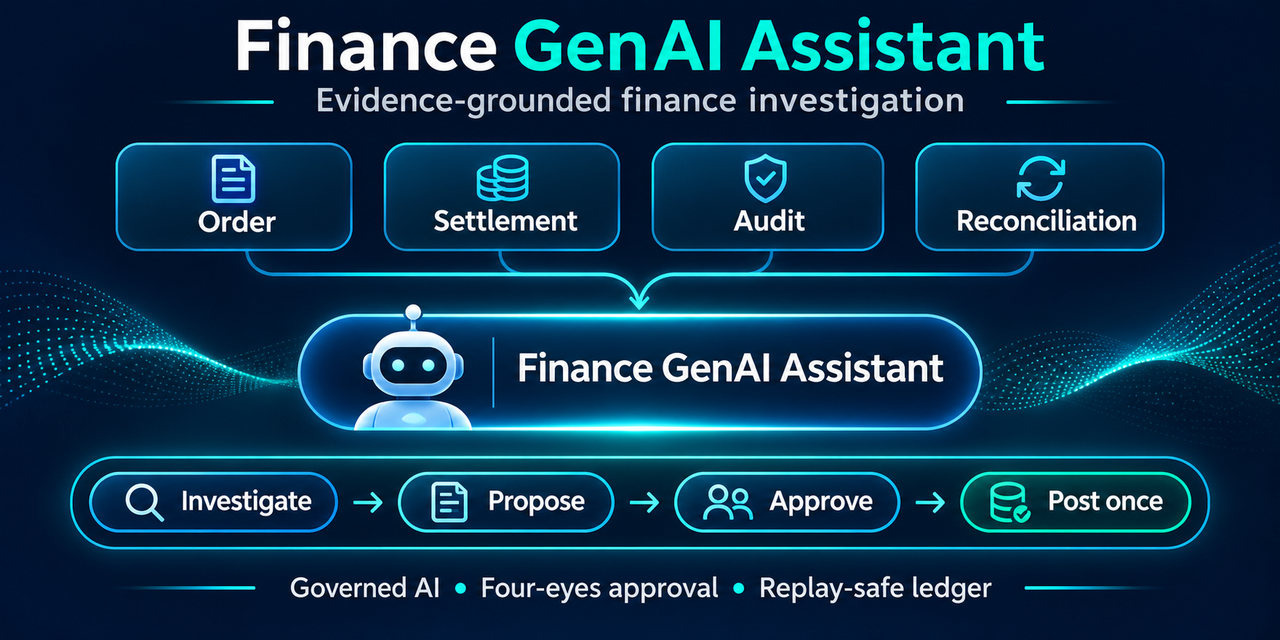 Finance GenAI Assistant
Evidence-grounded finance investigation
Order
Settlement
Audit
Reconciliation
Finance GenAI Assistant
Investigate
Propose
Approve
Post once
Governed AI • Four-eyes approval • Replay-safe ledger